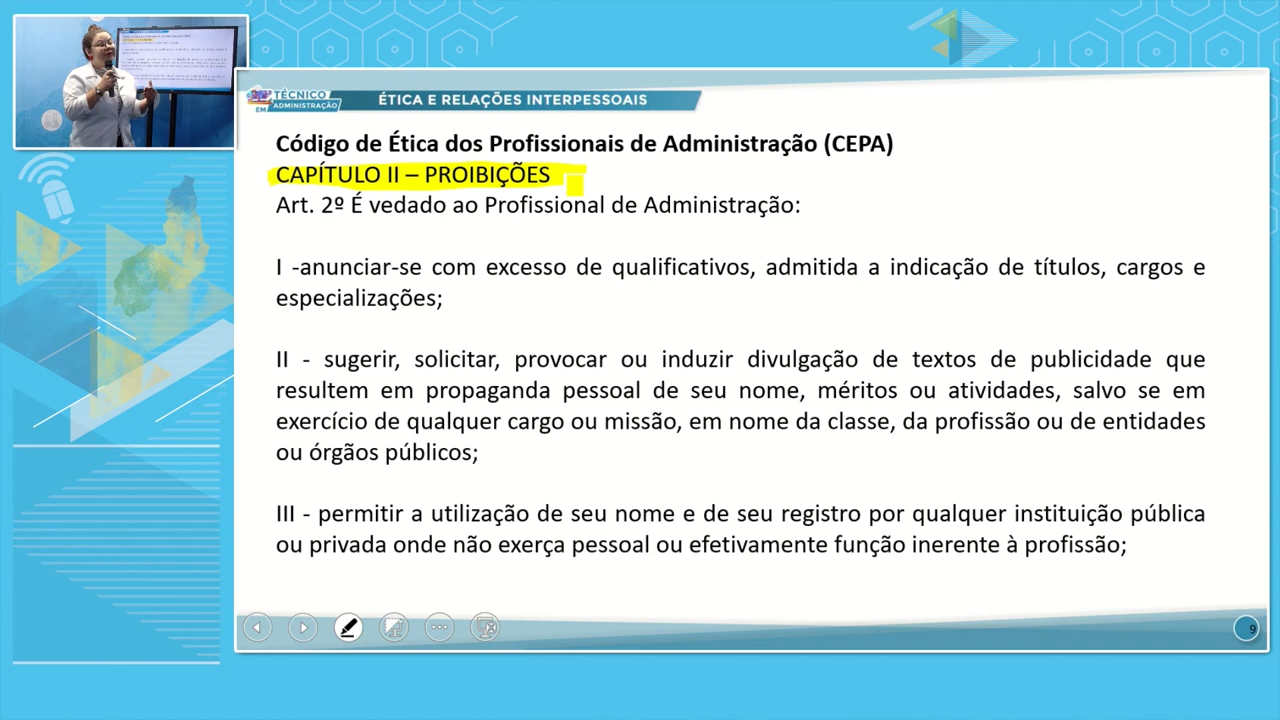 TÉCNICO
EM ADMINISTRAÇÃO
ÉTICA E RELAÇÕES INTERPESSOAIS
Código de Ética dos Profissionais de Administração (CEPA)
CAPÍTULO II – PROIBIÇÕES
Art. 2º É vedado ao Profissional de Administração:
I -anunciar-se com excesso de qualificativos, admitida a indicação de títulos, cargos e
especializações;
II - sugerir, solicitar, provocar ou induzir divulgação de textos de publicidade que
resultem em propaganda pessoal de seu nome, méritos ou atividades, salvo se em
exercício de qualquer cargo ou missão, em nome da classe, da profissão ou de entidades
ou órgãos públicos;
III - permitir a utilização de seu nome e de seu registro por qualquer instituição pública
ou privada onde não exerça pessoal ou efetivamente função inerente à profissão;
9